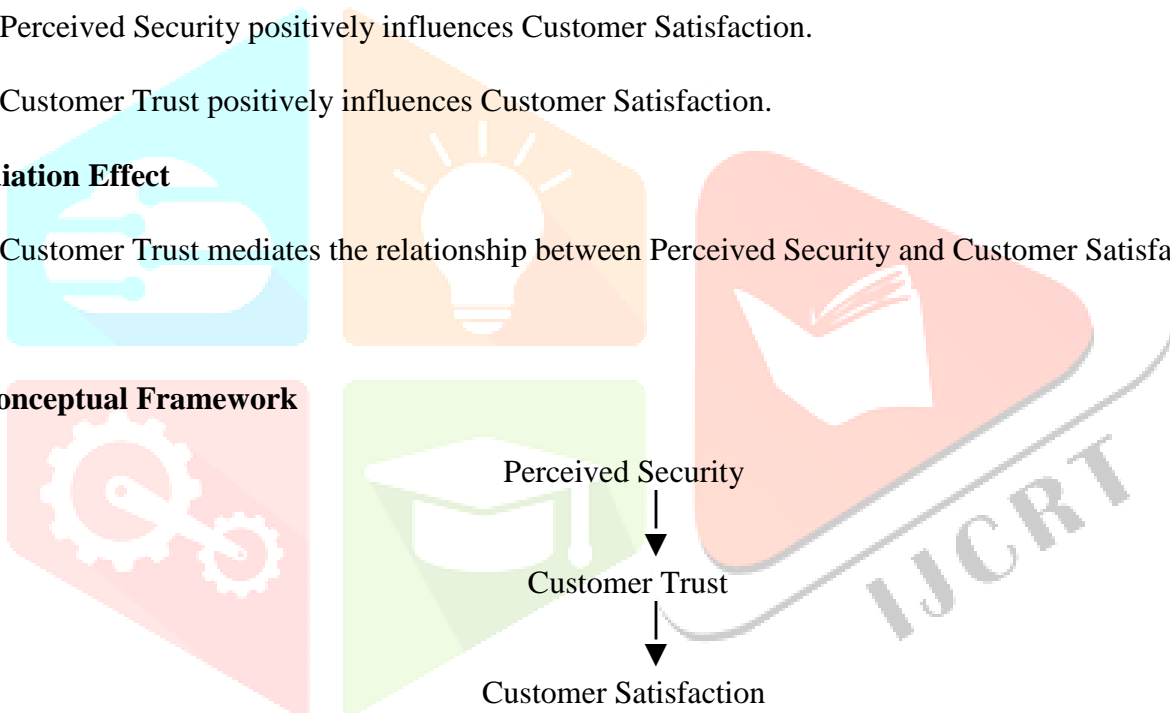 Perceived Security positively influences Customer Satisfaction.
Customer Trust positively influences Customer Satisfaction.
iation Effect
Customer Trust mediates the relationship between Perceived Security and Customer Satisfa
onceptual Framework
Perceived Security
Customer Trust
Customer Satisfaction
IJCRT